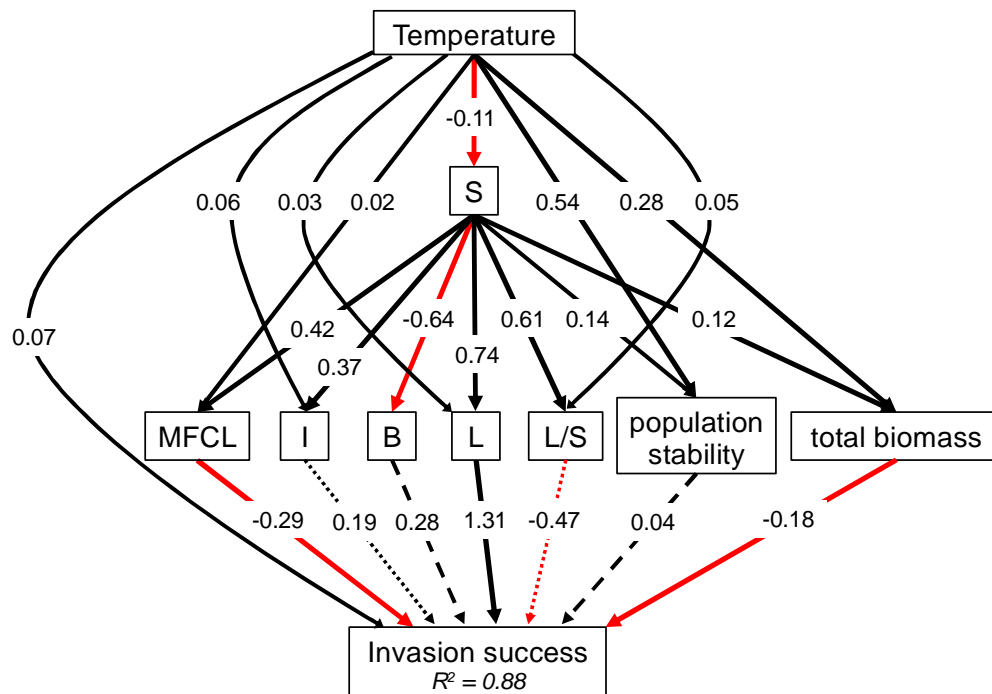 Temperature
-0.11
S
0.06
0.03
0.02
0.54
0.28
0.05
0.07
0.42
0.37
-0.64
0.74
0.61
0.14
0.12
MFCL
I
B
L
L/S
population
stability
total biomass
-0.29
0.19
0.28
1.31
-0.47
0.04
-0.18
Invasion success
R² = 0.88